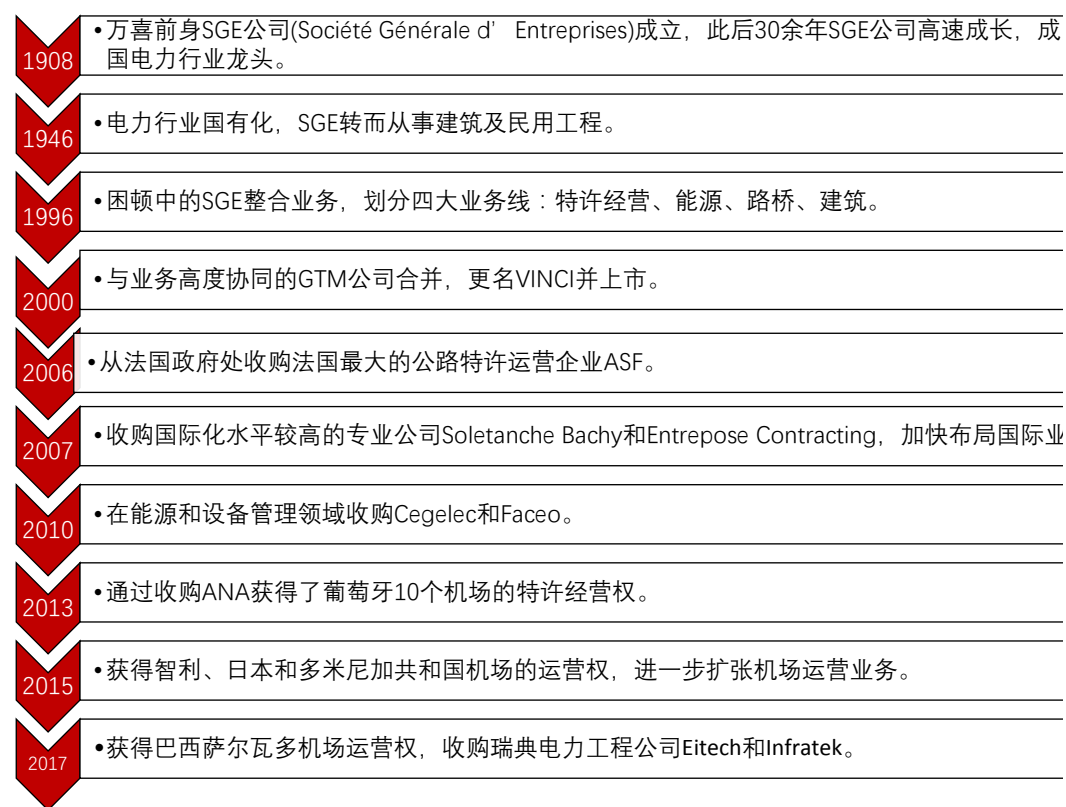 1908
•万喜前身SGE公司(Société Générale d’Entreprises)成立，此后30余年SGE公司高速成长，成
国电力行业龙头。
1946
•电力行业国有化，SGE转而从事建筑及民用工程。
1996
•困顿中的SGE整合业务，划分四大业务线：特许经营、能源、路桥、建筑。
2000
•与业务高度协同的GTM公司合并，更名VINCI并上市。
2006
•从法国政府处收购法国最大的公路特许运营企业ASF。
2007
•收购国际化水平较高的专业公司Soletanche Bachy和Entrepose Contracting，加快布局国际业
2010
•在能源和设备管理领域收购Cegelec和Faceo。
2013
•通过收购ANA获得了葡萄牙10个机场的特许经营权。
2015
•获得智利、日本和多米尼加共和国机场的运营权，进一步扩张机场运营业务。
2017
•获得巴西萨尔瓦多机场运营权，收购瑞典电力工程公司Eitech和Infratek。